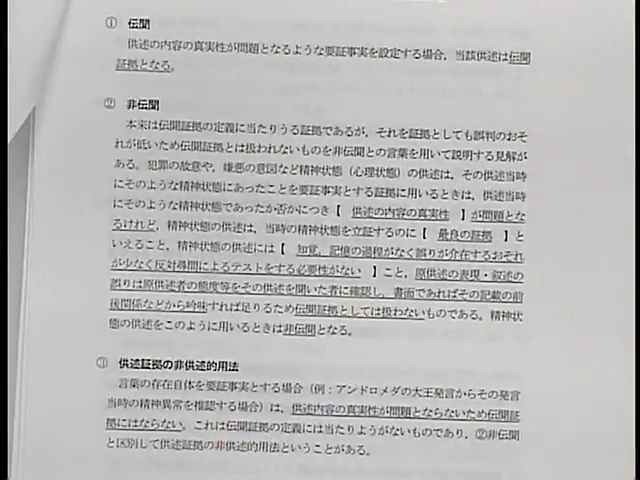 ① 伝聞
供述の内容の真実性が問題となるような要証事実を設定する場合，当該供述は伝聞
証拠となる。
② 非伝聞
本来は伝聞証拠の定義に当たりうる証拠であるが，それを証拠としても誤判のおそ
れが低いため伝聞証拠とは扱われないものを非伝聞との言葉を用いて説明する見解が
ある。犯罪の故意や，嫌悪の意図など精神状態（心理状態）の供述は，その供述当時
にそのような精神状態にあったことを要証事実とする証拠に用いるときは，供述当時
にそのような精神状態であったか否かにつき【 供述の内容の真実性 】が問題とな
るけれど，精神状態の供述は，当時の精神状態を立証するのに【 最良の証拠 】と
いえること，精神状態の供述には【 知覚，記憶の過程がなく誤りが介在するおそれ
が少なく反対尋問によるテストをする必要性がない 】こと，原供述の表現・叙述の
誤りは原供述者の態度等をその供述を聞いた者に確認し，書面であればその記載の前
後関係などから吟味すれば足りるため伝聞証拠としては扱わないものである。精神状
態の供述をこのように用いるときは非伝聞となる。
③ 供述証拠の非供述的用法
言葉の存在自体を要証事実とする場合（例：アンドロメダの大王発言からその発言
当時の精神異常を推認する場合）は，供述内容の真実性が問題とならないため伝聞証
拠にはならない。これは伝聞証拠の定義には当たりようがないものであり，②非伝聞
と区別して供述証拠の非供述的用法ということがある。